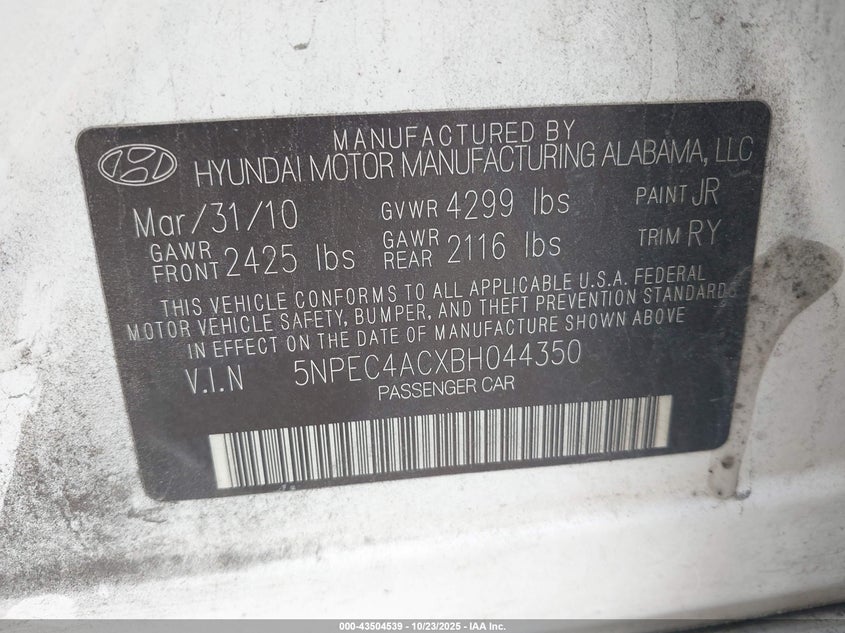 MANUFACTURED BY
HYUNDAI MOTOR MANUFACTURING ALABAMA, LLC
Mar/31/10 GVWR 4299 lbs PAINT JR
GAWR FRONT 2425 lbs GAWR REAR 2116 lbs TRIM RY
THIS VEHICLE CONFORMS TO ALL APPLICABLE U.S.A. FEDERAL
MOTOR VEHICLE SAFETY, BUMPER, AND THEFT PREVENTION STANDARDS
IN EFFECT ON THE DATE OF MANUFACTURE SHOWN ABOVE
V.I.N 5NPEC4ACXBH044350
PASSENGER CAR
000-43504539 - 10/23/2025 - IAA Inc.